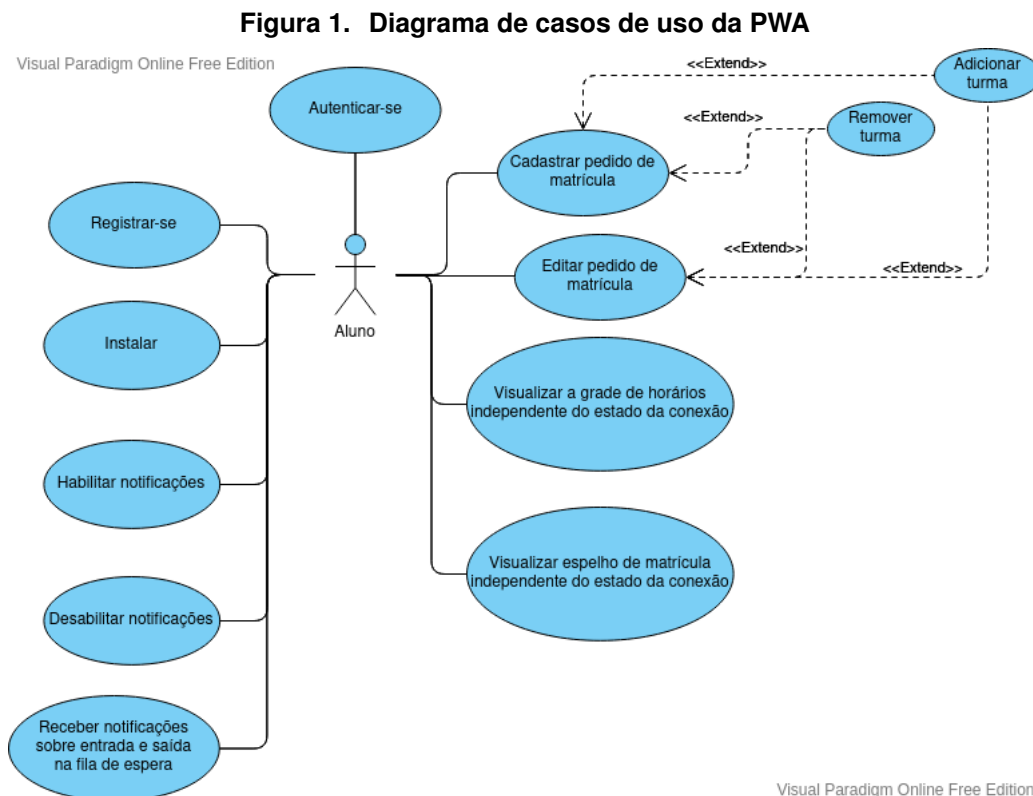 Figura 1. Diagrama de casos de uso da PWA
Visual Paradigm Online Free Edition
Autenticar-se
<<Extend>>
Adicionar
turma
<<Extend>>
Remover
turma
Cadastrar pedido de
matrícula
Registrar-se
<<Extend>>
<<Extend>>
Editar pedido de
matrícula
Aluno
Instalar
Visualizar a grade de horários
independente do estado da conexão
Habilitar notificações
Visualizar espelho de matrícula
independente do estado da conexão
Desabilitar notificações
Receber notificações
sobre entrada e saída
na fila de espera
Visual Paradigm Online Free Edition